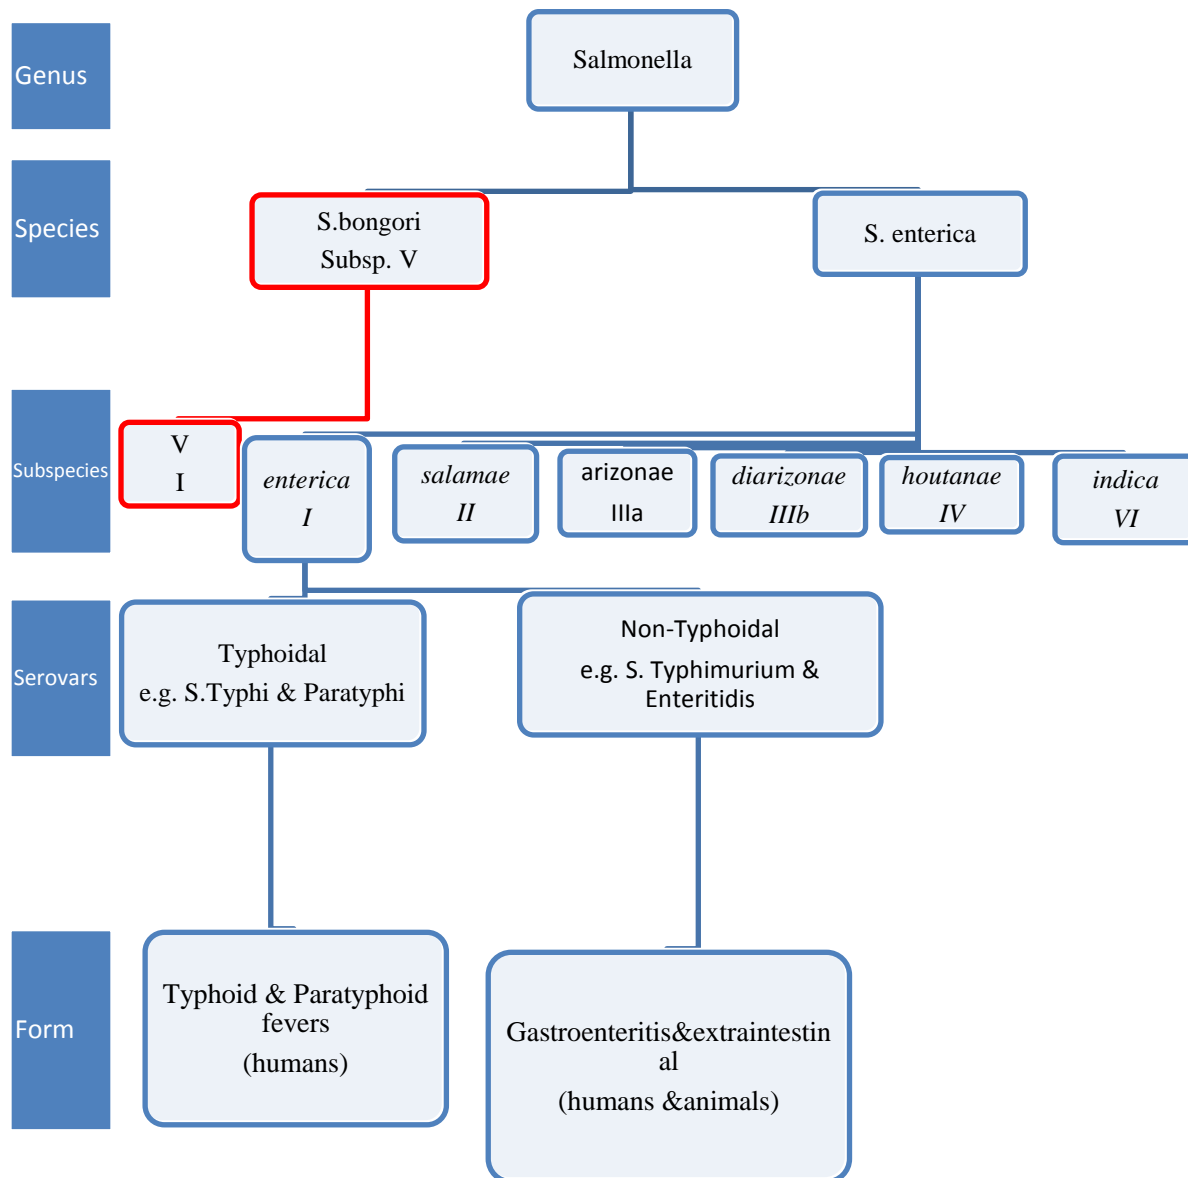 Genus
Salmonella
Species
S.bongori
Subsp. V
S. enterica
Subspecies
V
I
enterica
I
salamae
II
arizonae
IIIa
diarizonae
IIIb
houtanae
IV
indica
VI
Serovars
Typhoidal
e.g. S.Typhi & Paratyphi
Non-Typhoidal
e.g. S. Typhimurium &
Enteritidis
Form
Typhoid & Paratyphoid
fevers
(humans)
Gastroenteritis&extraintestin
al
(humans &animals)